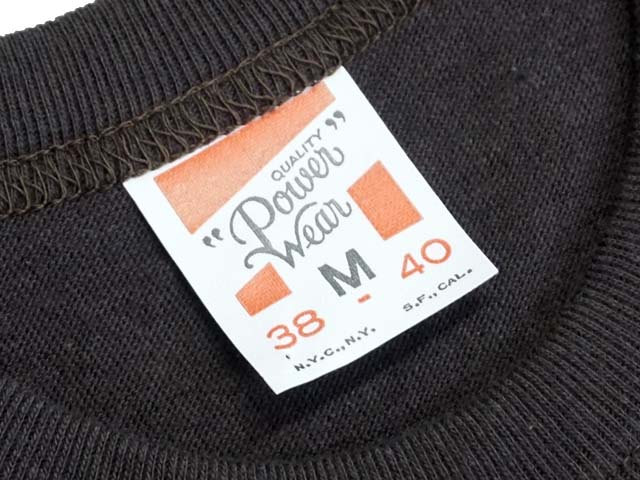 QUALITY
"Power
Wear"
M
38 - 40
N.Y.C., N.Y. S.F., CAL.